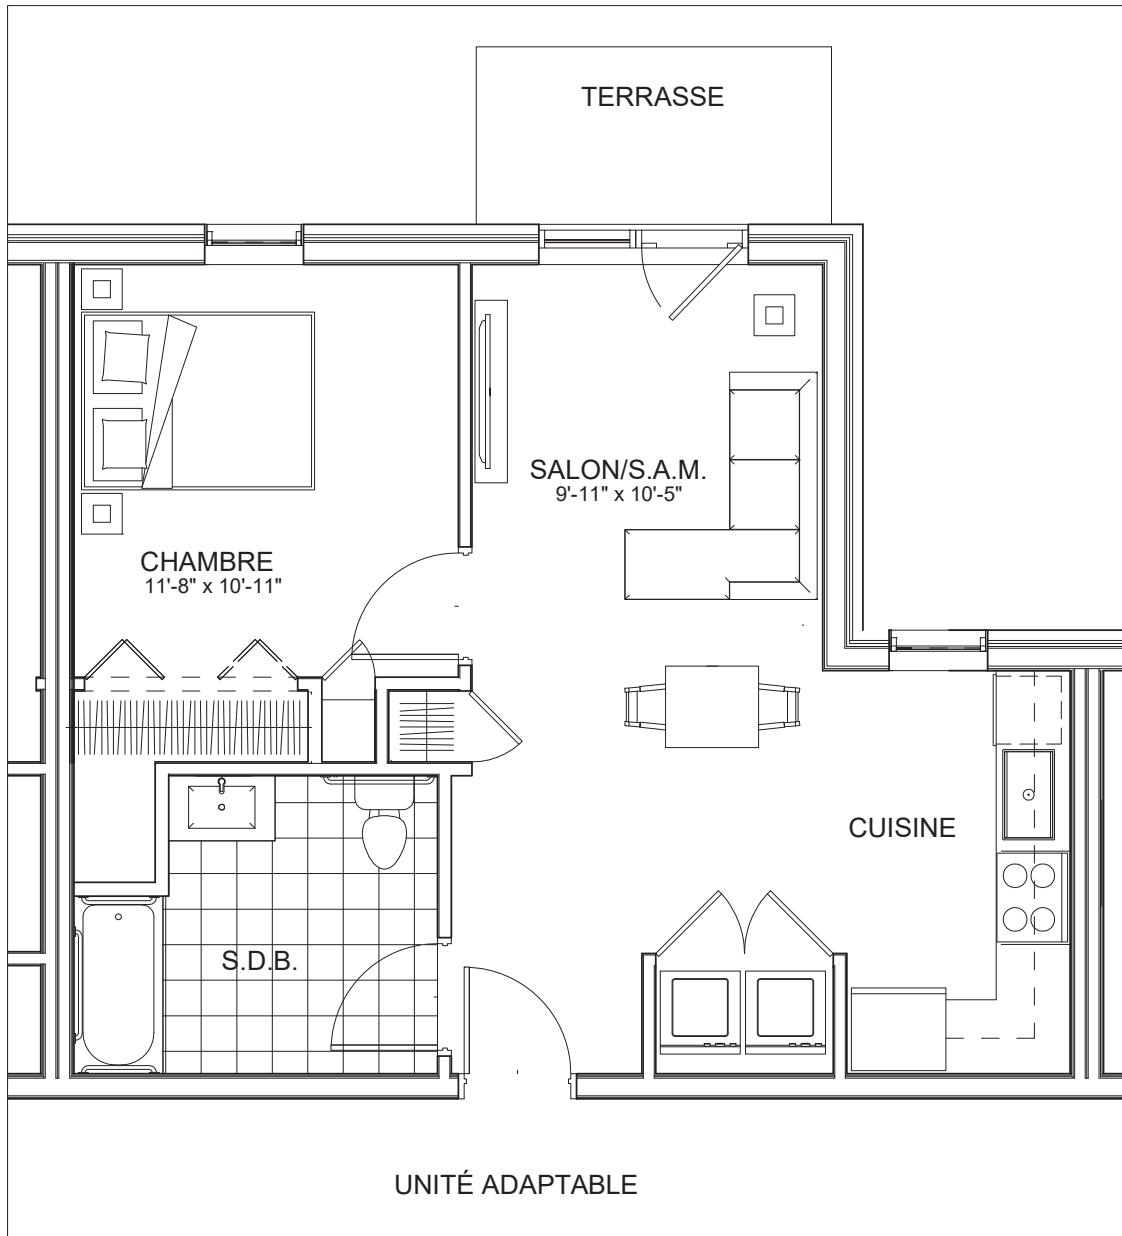 TERRASSE
SALON/S.A.M.
9'-11" x 10'-5"
CHAMBRE
11'-8" x 10'-11"
CUISINE
S.D.B.
UNITÉ ADAPTABLE